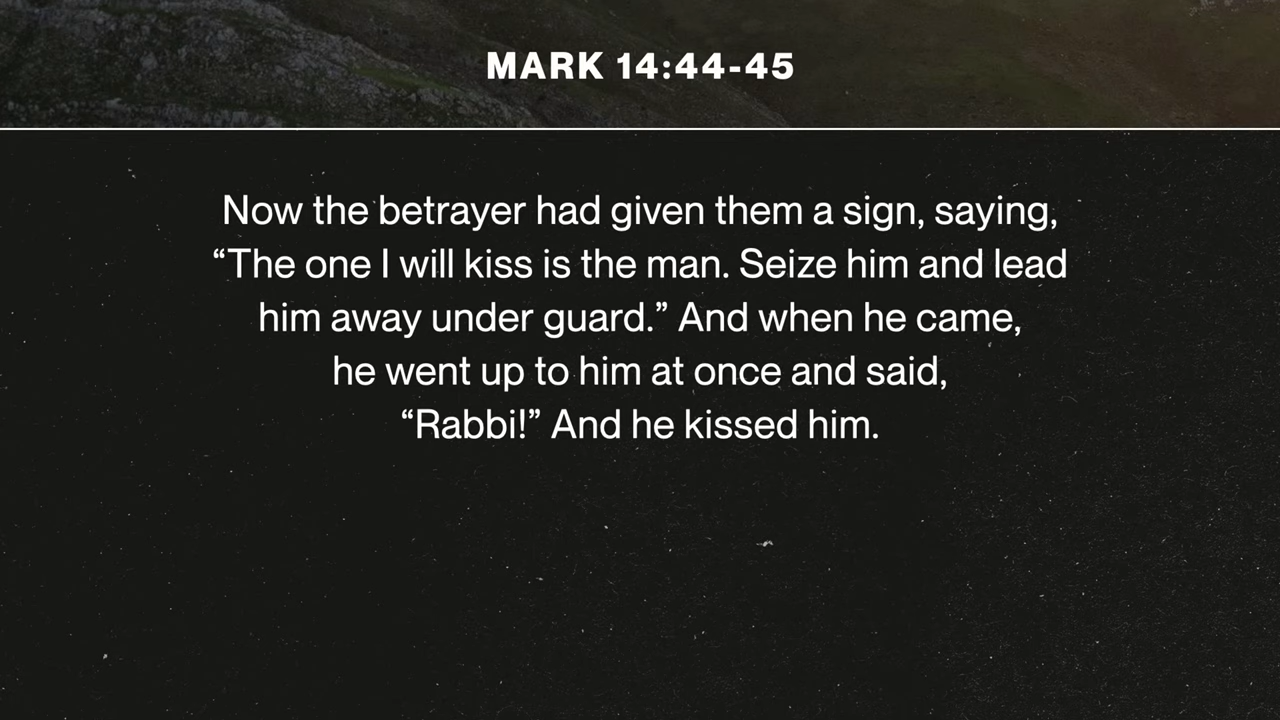 MARK 14:44-45
Now the betrayer had given them a sign, saying,
“The one I will kiss is the man. Seize him and lead
him away under guard.” And when he came,
he went up to him at once and said,
“Rabbi!” And he kissed him.